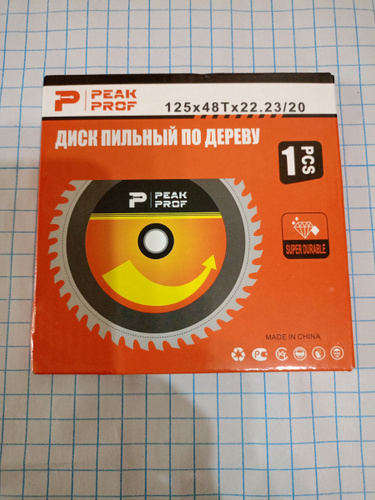 PEAK
PROF
125x48Tx22.23/20
ДИСК ПИЛЬНЫЙ ПО ДЕРЕВУ
1 PCS
PEAK
PROF
SUPER DURABLE
MADE IN CHINA